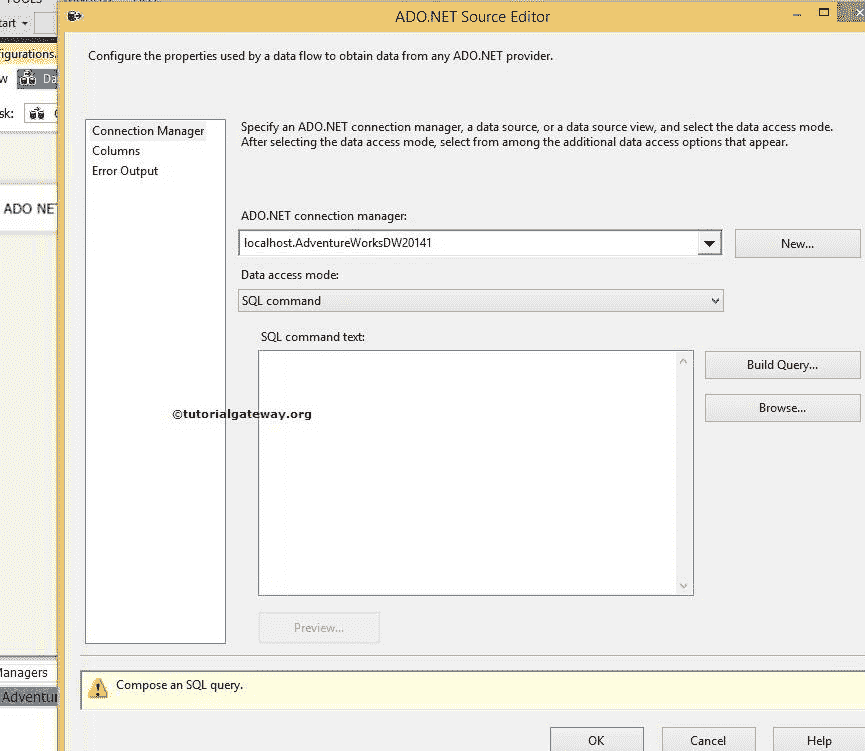 ADO.NET Source Editor
tart
Configure the properties used by a data flow to obtain data from any ADO.NET provider.
figurations.
w Da
sk:
Connection Manager
Columns
Error Output
Specify an ADO.NET connection manager, a data source, or a data source view, and select the data access mode.
After selecting the data access mode, select from among the additional data access options that appear.
ADO NET
ADO.NET connection manager:
localhost.AdventureWorksDW20141
New...
Data access mode:
SQL command
SQL command text:
Build Query...
Browse...
©tutorialgateway.org
Preview...
Managers
Adventur
Compose an SQL query.
OK
Cancel
Help